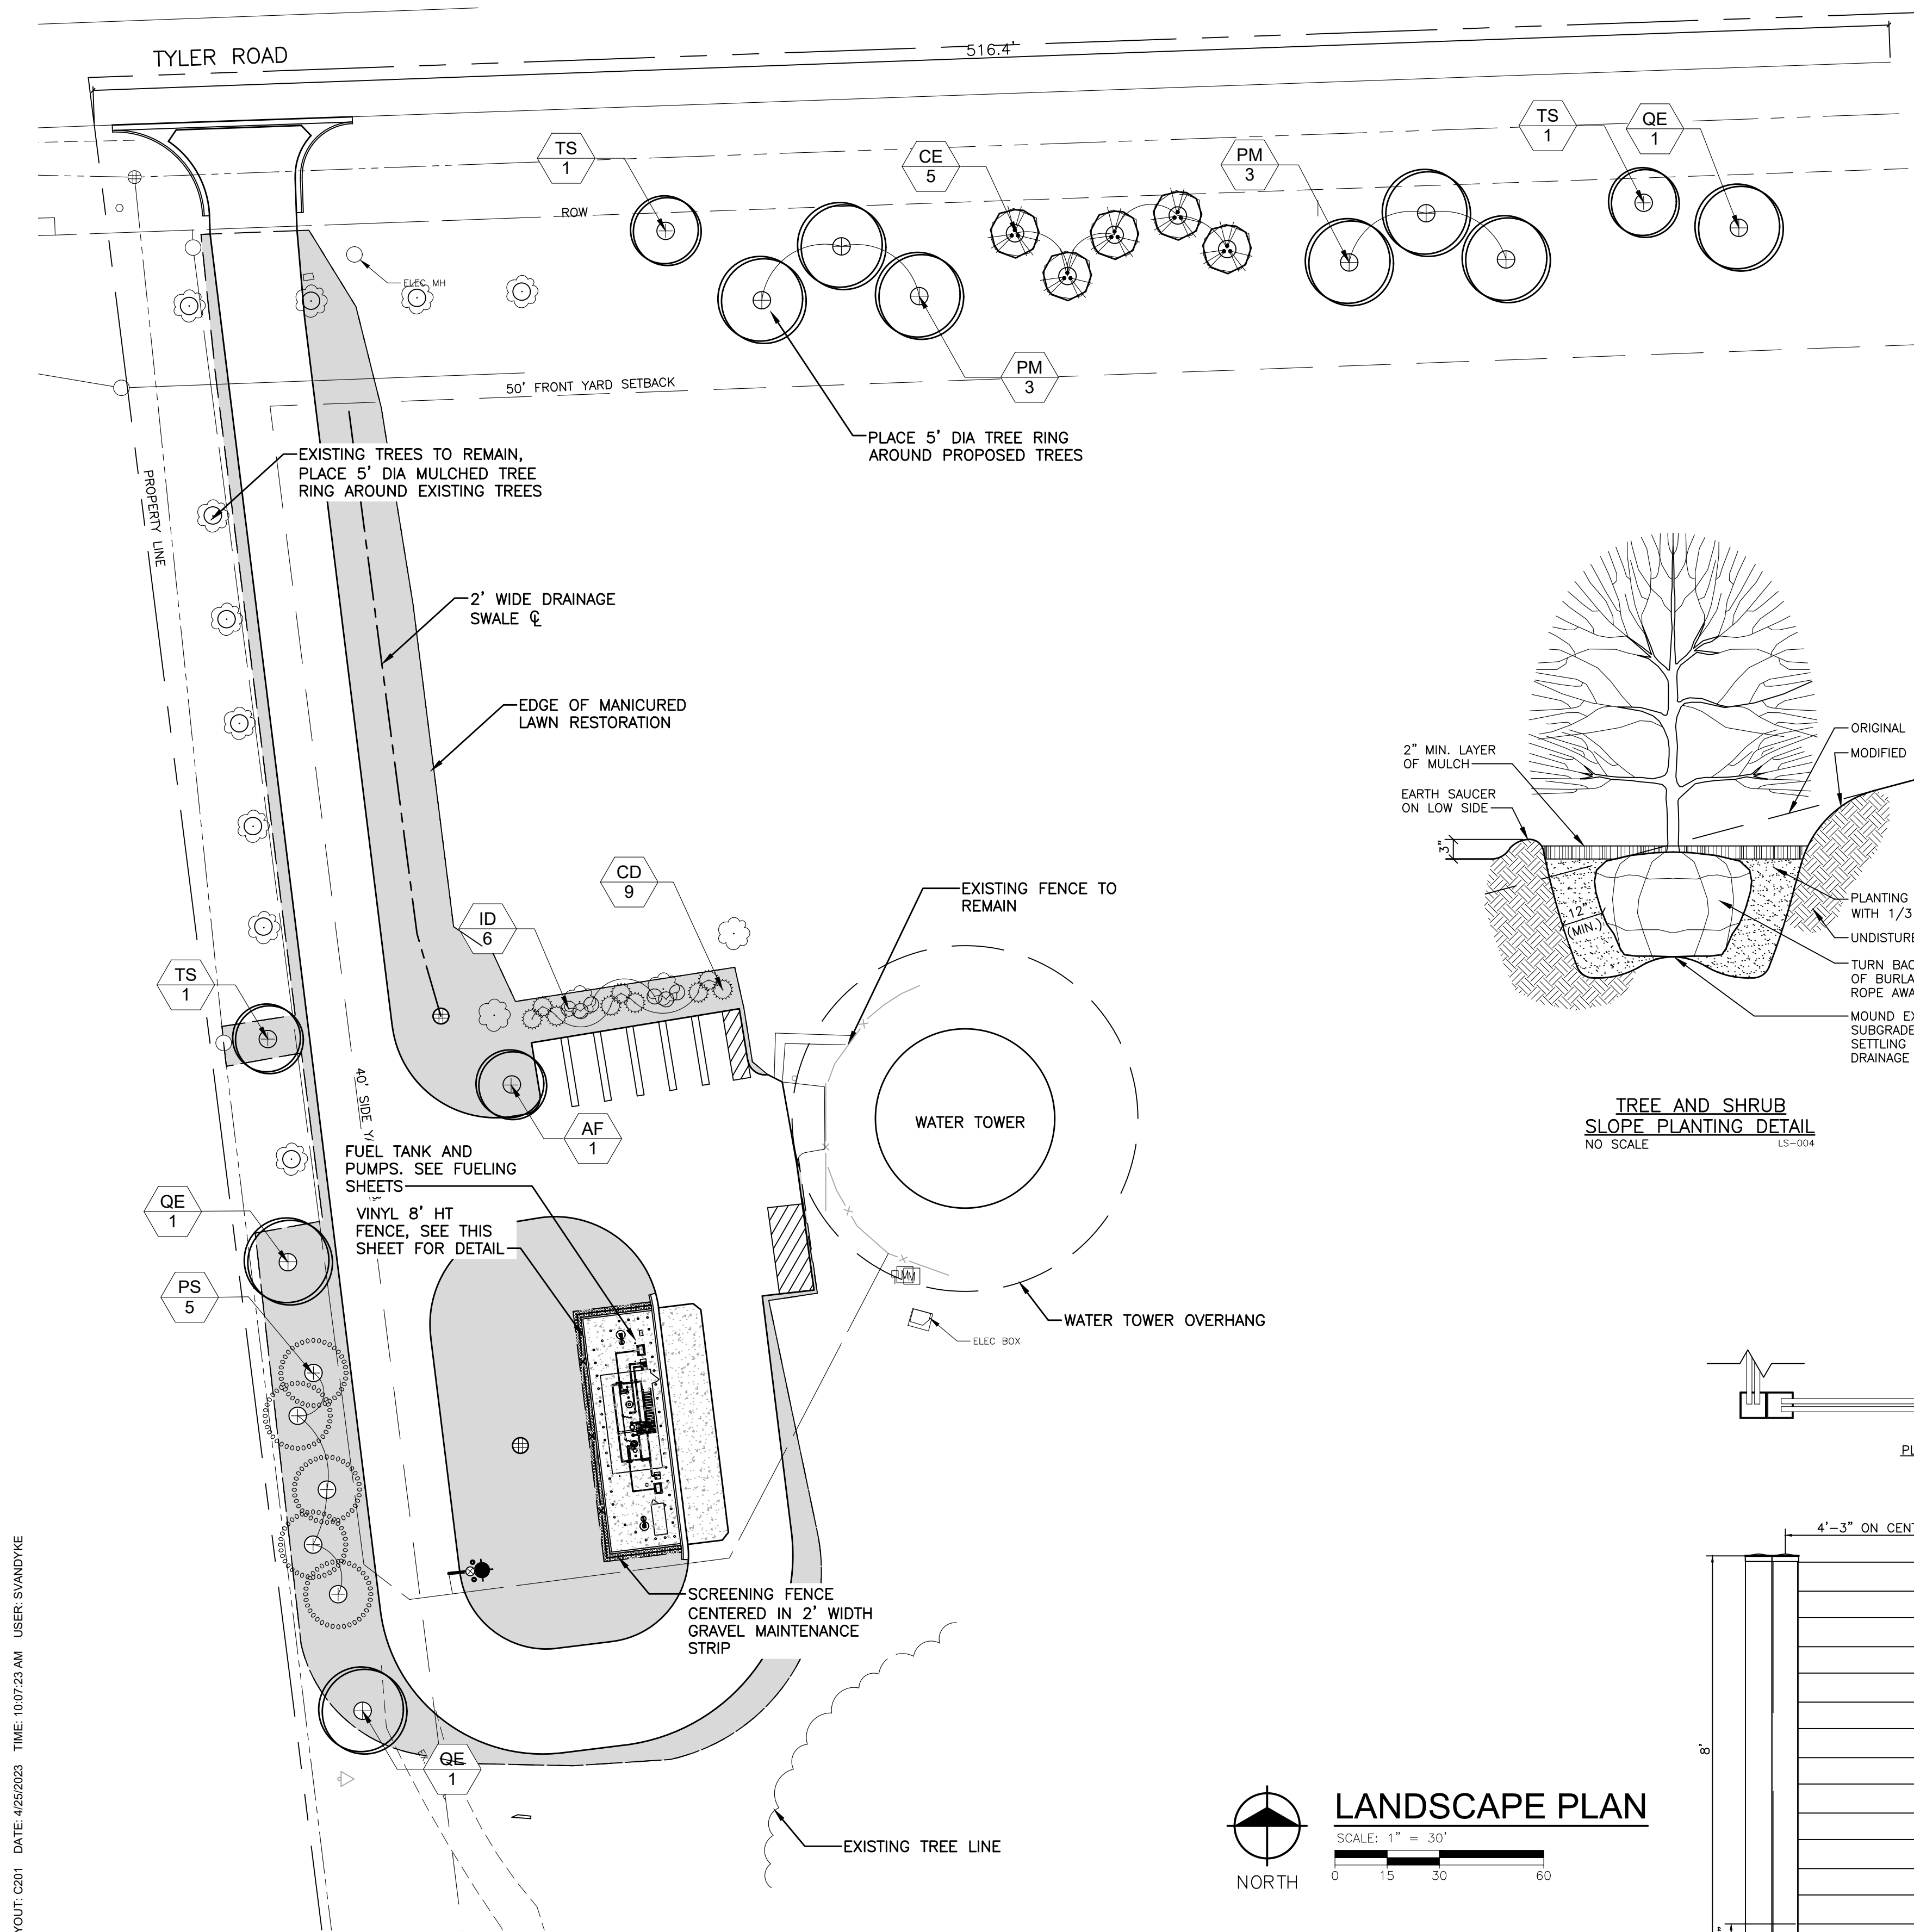 TYLER ROAD
516.4'
TS
1
CE
5
PM
3
TS
1
QE
1
ROW
ELEC MH
PM
3
50' FRONT YARD SETBACK
PLACE 5' DIA TREE RING
AROUND PROPOSED TREES
EXISTING TREES TO REMAIN,
PLACE 5' DIA MULCHED TREE
RING AROUND EXISTING TREES
PROPERTY LINE
2' WIDE DRAINAGE
SWALE ℄
EDGE OF MANICURED
LAWN RESTORATION
CD
9
ID
6
EXISTING FENCE TO
REMAIN
TS
1
40' SIDE
AF
1
WATER TOWER
FUEL TANK AND
PUMPS. SEE FUELING
SHEETS
VINYL 8' HT
FENCE, SEE THIS
SHEET FOR DETAIL
QE
1
PS
5
WATER TOWER OVERHANG
ELEC BOX
SCREENING FENCE
CENTERED IN 2' WIDTH
GRAVEL MAINTENANCE
STRIP
QE
1
EXISTING TREE LINE
2" MIN. LAYER
OF MULCH
EARTH SAUCER
ON LOW SIDE
3"
12"
(MIN.)
ORIGINAL
MODIFIED
PLANTING
WITH 1/3
UNDISTURB
TURN BAC
OF BURLA
ROPE AWA
MOUND EX
SUBGRADE
SETTLING
DRAINAGE
TREE AND SHRUB
SLOPE PLANTING DETAIL
NO SCALE
LS-004
PL
4'-3" ON CENT
8'
LANDSCAPE PLAN
SCALE: 1" = 30'
0 15 30 60
NORTH
YOUT: C201 DATE: 4/25/2023 TIME: 10:07:23 AM USER: SVANDYKE